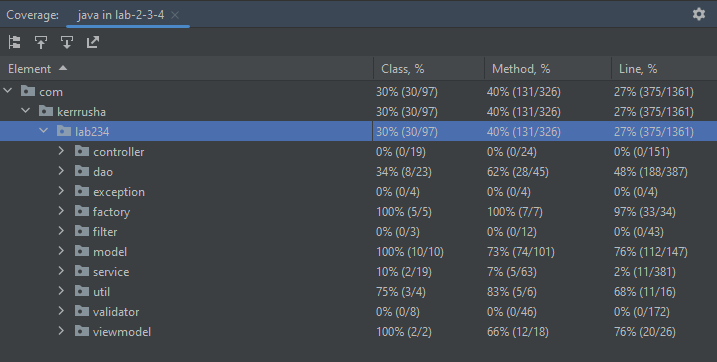 Coverage: java in lab-2-3-4
Element Class, % Method, % Line, %
com 30% (30/97) 40% (131/326) 27% (375/1361)
kerrrusha 30% (30/97) 40% (131/326) 27% (375/1361)
lab234 30% (30/97) 40% (131/326) 27% (375/1361)
controller 0% (0/19) 0% (0/24) 0% (0/151)
dao 34% (8/23) 62% (28/45) 48% (188/387)
exception 0% (0/4) 0% (0/4) 0% (0/4)
factory 100% (5/5) 100% (7/7) 97% (33/34)
filter 0% (0/3) 0% (0/12) 0% (0/43)
model 100% (10/10) 73% (74/101) 76% (112/147)
service 10% (2/19) 7% (5/63) 2% (11/381)
util 75% (3/4) 83% (5/6) 68% (11/16)
validator 0% (0/8) 0% (0/46) 0% (0/172)
viewmodel 100% (2/2) 66% (12/18) 76% (20/26)